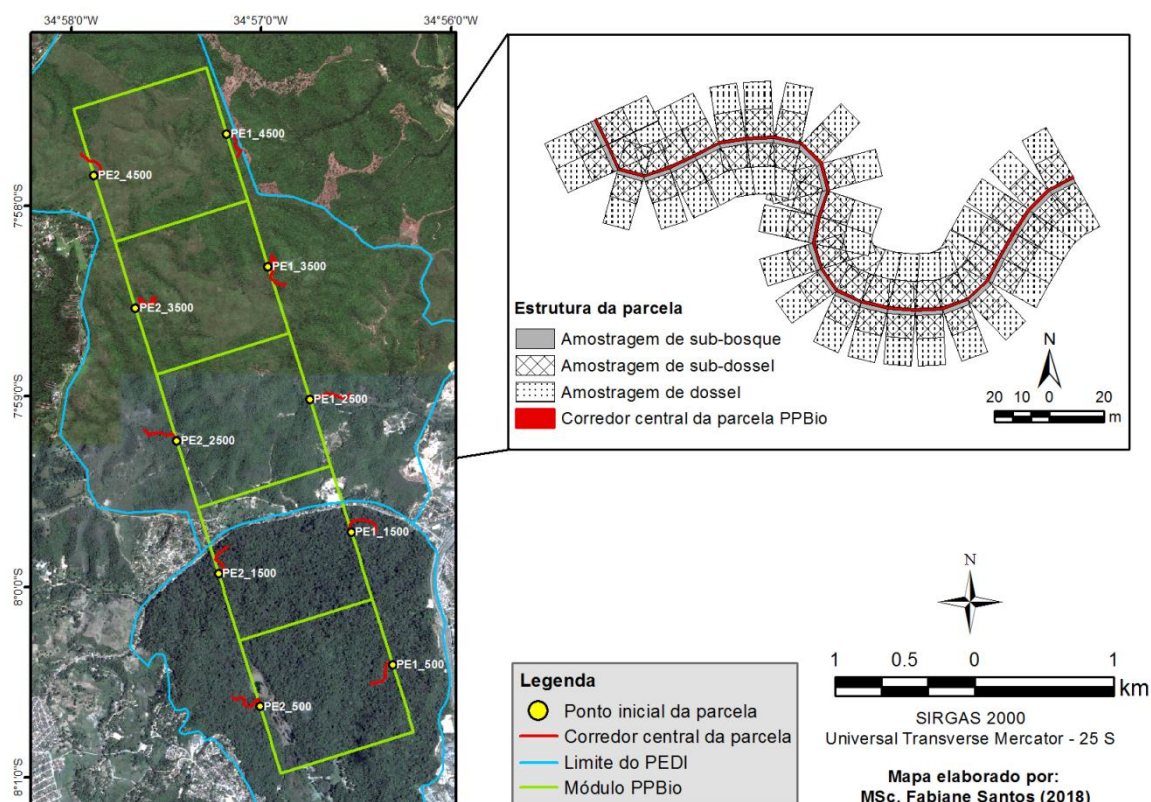 34°58'0"W
34°57'0"W
34°56'0"W
7°58'0"S
7°59'0"S
8°0'0"S
8°1'0"S
PE1_4500
PE2_4500
PE1_3500
PE2_3500
PE1_2500
PE2_2500
PE1_1500
PE2_1500
PE1_500
PE2_500
Estrutura da parcela
Amostragem de sub-bosque
Amostragem de sub-dossel
Amostragem de dossel
Corredor central da parcela PPBio
N
20 0 20
m
Legenda
Ponto inicial da parcela
Corredor central da parcela
Limite do PEDI
Módulo PPBio
N
1 0.5 0 1
km
SIRGAS 2000
Universal Transverse Mercator - 25 S
Mapa elaborado por:
MSc. Fabiane Santos (2018)